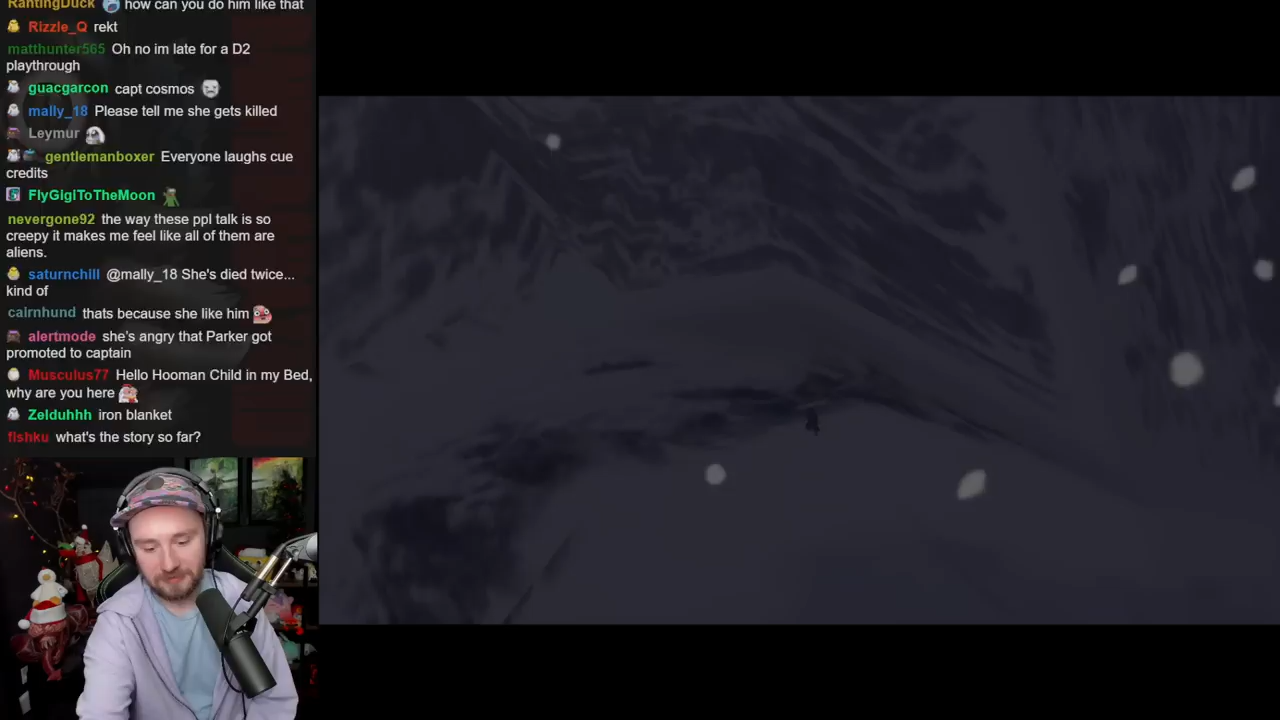 RantingDuck how can you do him like that
Rizzle_Q rekt
matthunter565 Oh no im late for a D2
playthrough
guacgarcon capt cosmos
mally_18 Please tell me she gets killed
Leymur
gentlemanboxer Everyone laughs cue
credits
FlyGiglToTheMoon
nevergone92 the way these ppl talk is so
creepy it makes me feel like all of them are
aliens.
saturnchill @mally_18 She's died twice...
kind of
cairnhund thats because she like him
alertmode she's angry that Parker got
promoted to captain
Musculus77 Hello Hooman Child in my Bed,
why are you here
Zelduhhh iron blanket
fishku what's the story so far?